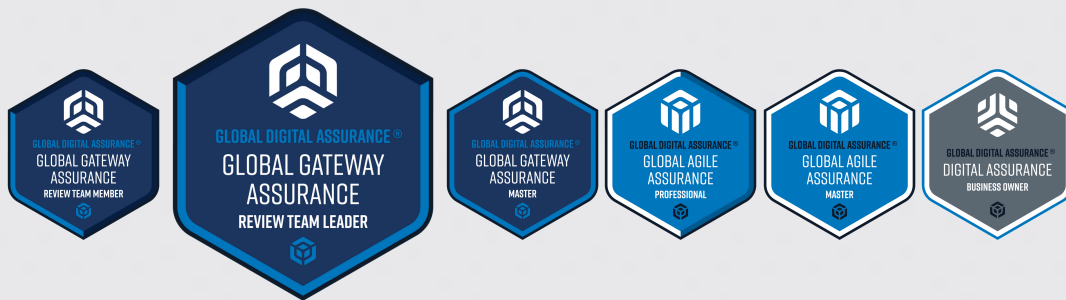 GLOBAL DIGITAL ASSURANCE®
GLOBAL GATEWAY
ASSURANCE
REVIEW TEAM MEMBER
GLOBAL DIGITAL ASSURANCE®
GLOBAL GATEWAY
ASSURANCE
REVIEW TEAM LEADER
GLOBAL DIGITAL ASSURANCE®
GLOBAL GATEWAY
ASSURANCE
MASTER
GLOBAL DIGITAL ASSURANCE®
GLOBAL AGILE
ASSURANCE
PROFESSIONAL
GLOBAL DIGITAL ASSURANCE®
GLOBAL AGILE
ASSURANCE
MASTER
GLOBAL DIGITAL ASSURANCE®
DIGITAL ASSURANCE
BUSINESS OWNER